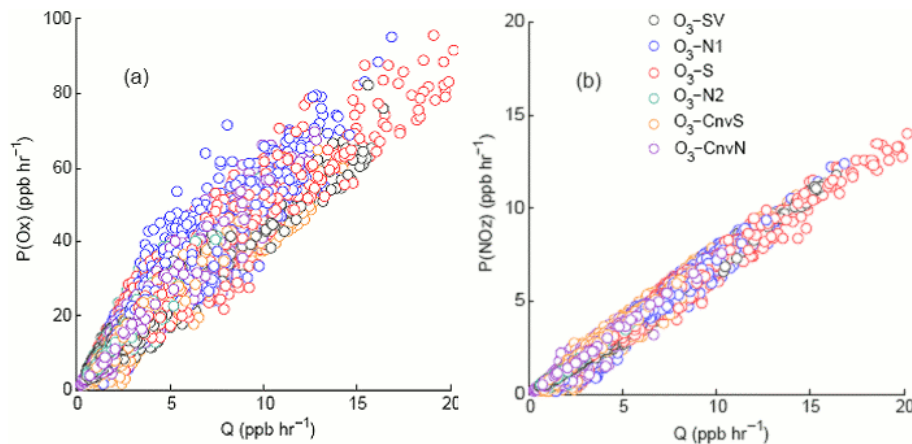 (a)
P(Ox) (ppb hr⁻¹)
100
80
60
40
20
0
0 5 10 15 20
Q (ppb hr⁻¹)
(b)
P(NOz) (ppb hr⁻¹)
20
15
10
5
0
0 5 10 15 20
Q (ppb hr⁻¹)
O₃−SV
O₃−N1
O₃−S
O₃−N2
O₃−CnvS
O₃−CnvN